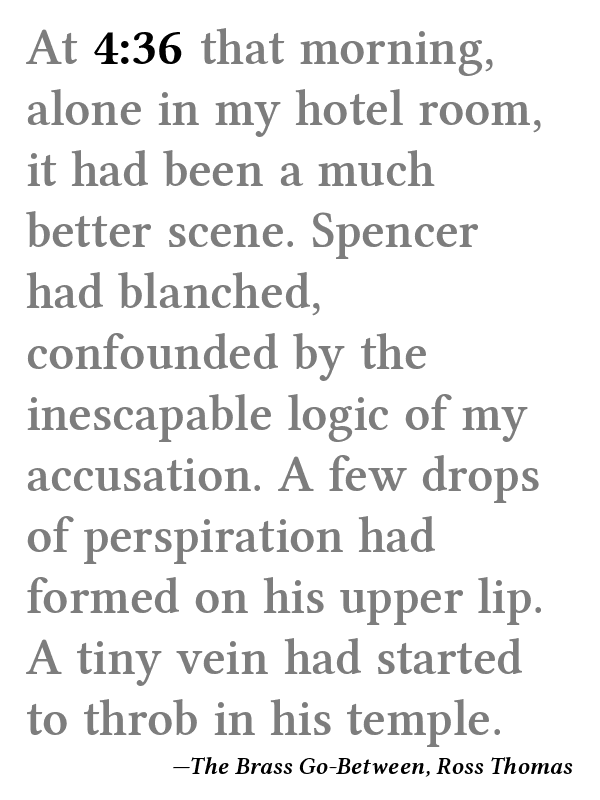 At 4:36 that morning,
alone in my hotel room,
it had been a much
better scene. Spencer
had blanched,
confounded by the
inescapable logic of my
accusation. A few drops
of perspiration had
formed on his upper lip.
A tiny vein had started
to throb in his temple.
—The Brass Go-Between, Ross Thomas